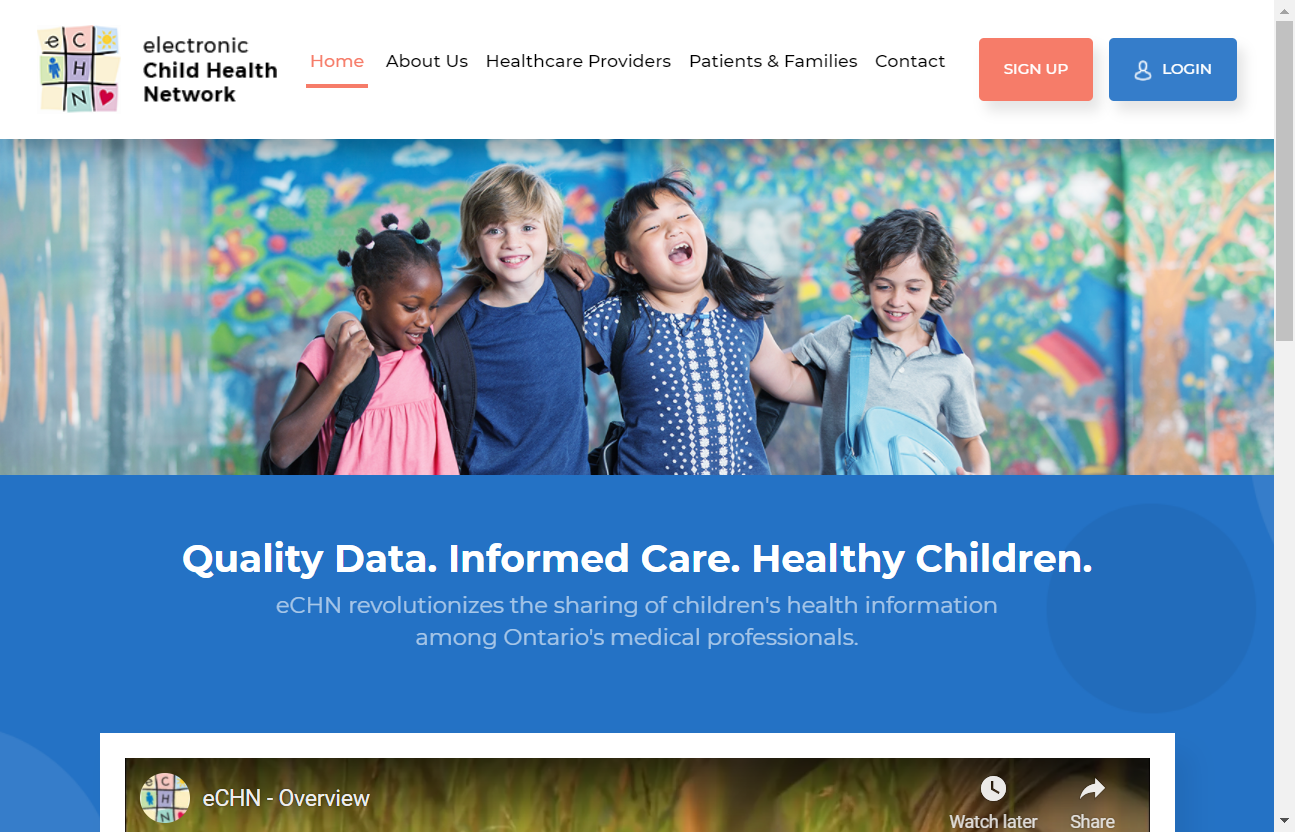 e C
H
N
electronic
Child Health
Network
Home About Us Healthcare Providers Patients & Families Contact
SIGN UP
LOGIN
Quality Data. Informed Care. Healthy Children.
eCHN revolutionizes the sharing of children's health information
among Ontario's medical professionals.
e C
H
N
eCHN - Overview
Watch later
Share